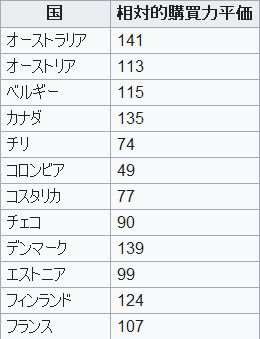 国 相対的購買力平価
オーストラリア 141
オーストリア 113
ベルギー 115
カナダ 135
チリ 74
コロンビア 49
コスタリカ 77
チェコ 90
デンマーク 139
エストニア 99
フィンランド 124
フランス 107